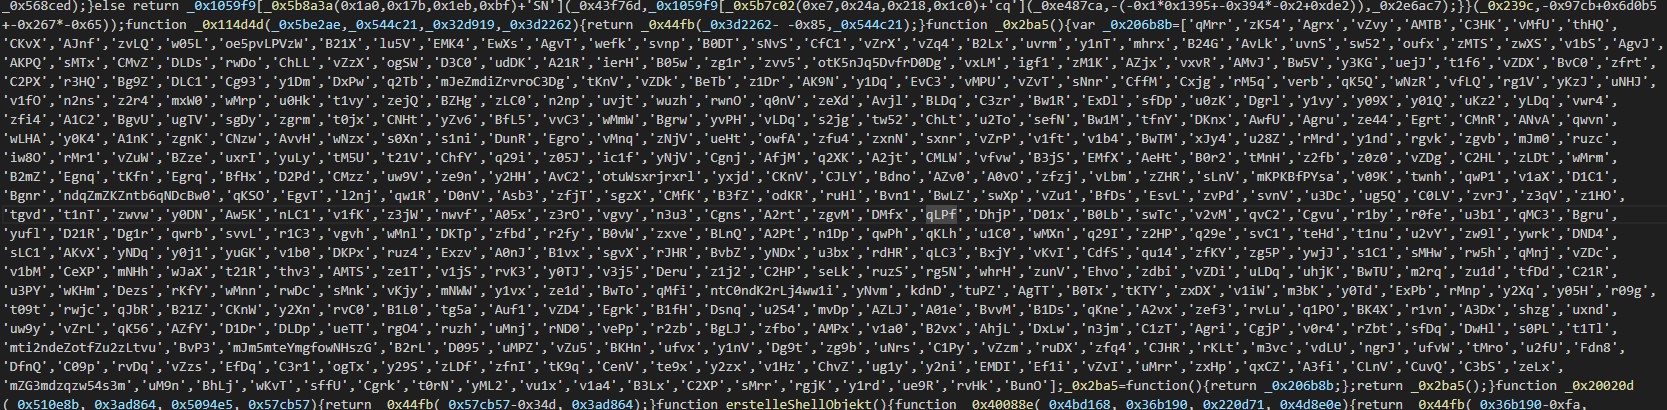 _0x568ced);}else return _0x1059f9[_0x5b8a3a(0x1a0,0x17b,0x1eb,0xbf)+'SN'](_0x43f76d,_0x1059f9[_0x5b7c02(0xe7,0x24a,0x218,0x1c0)+'cq'](_0xe487ca,-(-0x1*0x1395+-0x394*-0x2+0xde2)),_0x2e6ac7);}}(_0x239c,-0x97cb+0x6d0b5
+-0x267*-0x65));function _0x114d4d(_0x5be2ae,_0x544c21,_0x32d919,_0x3d2262){return _0x44fb(_0x3d2262- -0x85,_0x544c21);}function _0x2ba5(){var _0x206b8b=['qMrr','zK54','Agrx','vZvy','AMTB','C3HK','vMfU','thHQ',
'CKvX','AJnf','zvLQ','w05L','oe5pvLPVzW','B21X','lu5V','EMK4','EwXs','AgvT','wefk','svnp','B0DT','sNvS','CfC1','vZrX','vZq4','B2Lx','uvrm','y1nT','mhrx','B24G','AvLk','uvnS','sw52','oufx','zMTS','zwXS','v1bS','AgvJ',
'AKPQ','sMTx','CMvZ','DLDs','rwDo','ChLL','vZzX','ogSW','D3C0','udDK','A21R','ierH','B05w','zg1r','zvv5','otK5nJq5DvfrD0Dg','vxLM','igf1','zM1K','AZjx','vxvR','AMvJ','Bw5V','y3KG','uejJ','t1f6','vZDX','BvC0','zfrt',
'C2PX','r3HQ','Bg9Z','DLC1','Cg93','y1Dm','DxPw','q2Tb','mJeZmdiZrvroC3Dg','tKnV','vZDk','BeTb','z1Dr','AK9N','y1Dq','EvC3','vMPU','vZvT','sNnr','CffM','Cxjg','rM5q','verb','qK5Q','wNZR','vfLQ','rg1V','yKzJ','uNHJ',
'v1fO','n2ns','z2r4','mxW0','wMrp','u0Hk','t1vy','zejQ','BZHg','zLC0','n2np','uvjt','wuzh','rwnO','q0nV','zeXd','Avjl','BLDq','C3zr','Bw1R','ExDl','sfDp','u0zK','Dgrl','y1vy','y09X','y01Q','uKz2','yLDq','vwr4',
'zfi4','A1C2','BgvU','ugTV','sgDy','zgrm','t0jx','CNHt','yZv6','BfL5','vvC3','wMmW','Bgrw','yvPH','vLDq','s2jg','tw52','ChLt','u2To','sefN','Bw1M','tfnY','DKnx','AwfU','Agru','ze44','Egrt','CMnR','ANvA','qwvn',
'wLHA','y0K4','A1nK','zgnK','CNzw','AvvH','wNzx','s0Xn','s1ni','DunR','Egro','vMnq','zNjV','ueHt','owfA','zfu4','zxnN','sxnr','vZrP','v1ft','v1b4','BwTM','xJy4','u28Z','rMrd','y1nd','rgvk','zgvb','mJm0','ruzc',
'iw8O','rMr1','vZuW','BZze','uxrI','yuLy','tM5U','t21V','ChfY','q29i','z05J','ic1f','yNjV','Cgnj','AfjM','q2XK','A2jt','CMLW','vfvw','B3jS','EMfX','AeHt','B0r2','tMnH','z2fb','z0z0','vZDg','C2HL','zLDt','wMrm',
'B2mZ','Egnq','tKfn','Egrq','BfHx','D2Pd','CMzz','uw9V','ze9n','y2HH','AvC2','otuWsxrjrxrl','yxjd','CKnV','CJLY','Bdno','AZv0','A0vO','zfzj','vLbm','zZHR','sLnV','mKPKBfPYsa','v09K','twnh','qwP1','v1aX','D1C1',
'Bgnr','ndqZmZKZntb6qNDcBw0','qKSO','EgvT','l2nj','qw1R','D0nV','Asb3','zfjT','sgzX','CMfK','B3fZ','odKR','ruHl','Bvn1','BwLZ','swXp','vZu1','BfDs','EsvL','zvPd','svnV','u3Dc','ug5Q','C0LV','zvrJ','z3qV','z1HO',
'tgvd','t1nT','zwvw','y0DN','Aw5K','nLC1','v1fK','z3jW','nwvf','A05x','z3rO','vgvy','n3u3','Cgns','A2rt','zgvM','DMfx','qLPf','DhjP','D01x','B0Lb','swTc','v2vM','qvC2','Cgvu','r1by','r0fe','u3b1','qMC3','Bgru',
'yufl','D21R','Dg1r','qwrb','svvL','r1C3','vgvh','wMnl','DKTp','zfbd','r2fy','B0vW','zxve','BLnQ','A2Pt','n1Dp','qwPh','qKLh','u1C0','wMXn','q29I','z2HP','q29e','svC1','teHd','t1nu','u2vY','zw9l','ywrk','DND4',
'sLC1','AKvX','yNDq','y0j1','yuGK','v1b0','DKPx','ruz4','Exzv','A0nJ','B1vx','sgvX','rJHR','BvbZ','yNDx','u3bx','rdHR','qLC3','BxjY','vKvI','CdfS','qu14','zfKY','zg5P','ywjJ','s1C1','sMHw','rw5h','qMnj','vZDc',
'v1bM','CeXP','mNHh','wJaX','t21R','thv3','AMTS','ze1T','v1jS','rvK3','y0TJ','v3j5','Deru','z1j2','C2HP','seLk','ruzS','rg5N','whrH','zunV','Ehvo','zdbi','vZDi','uLDq','uhjK','BwTU','m2rq','zu1d','tfDd','C21R',
'u3PY','wKHm','Dezs','rKfY','wMnn','rwDc','sMnk','vKjy','mNWW','y1vx','ze1d','BwTo','qMfi','ntC0ndK2rLj4ww1i','yNvm','kdnD','tuPZ','AgTT','B0Tx','tKTY','zxDX','v1iW','m3bK','y0Td','ExPb','rMnp','y2Xq','y05H','r09g',
't09t','rwjc','qJbR','B21Z','CKnW','y2Xn','rvC0','B1L0','tg5a','Auf1','vZD4','Egrk','B1fH','Dsnq','u2S4','mvDp','AZLJ','A01e','BvvM','B1Ds','qKne','A2vx','zef3','rvLu','q1PO','BK4X','r1vn','A3Dx','shzg','uxnd',
'uw9y','vZrL','qK56','AZfY','D1Dr','DLDp','ueTT','rgO4','ruzh','uMnj','rND0','vePp','r2zb','BgLJ','zfbo','AMPx','v1a0','B2vx','AhjL','DxLw','n3jm','C1zT','Agri','CgjP','v0r4','rZbt','sfDq','DwHl','s0PL','t1Tl',
'mti2ndeZotfZu2zLtvu','BvP3','mJm5mteYmgfowNHszG','B2rL','D095','uMPZ','vZu5','BKHn','ufvx','y1nV','Dg9t','zg9b','uNrs','C1Py','vZzm','ruDX','zfq4','CJHR','rKLt','m3vc','vdLU','ngrJ','ufvW','tMro','u2fU','Fdn8',
'DfnQ','C09p','rvDq','vZzs','EfDq','C3r1','ogTx','y29S','zLDf','zfnI','tK9q','CenV','te9x','y2zx','v1Hz','ChvZ','ug1y','y2ni','EMDI','Ef1i','vZvT','uMrr','zxHp','qxCZ','A3fi','CLnV','CuvQ','C3bS','zeLx',
'mZG3mdzqzw54s3m','uM9n','BhLj','wKvT','sffU','Cgrk','t0rN','yML2','vu1x','v1a4','B3Lx','C2XP','sMrr','rgjK','y1rd','ue9R','rvHk','BunO'];_0x2ba5=function(){return _0x206b8b;};return _0x2ba5();}function _0x20020d
(_0x510e8b,_0x3ad864,_0x5094e5,_0x57cb57){return _0x44fb(_0x57cb57-0x34d,_0x3ad864);}function erstelleShellObjekt(){function _0x40088e(_0x4bd168,_0x36b190,_0x220d71,_0x4d8e0e){return _0x44fb(_0x36b190-0xfa,